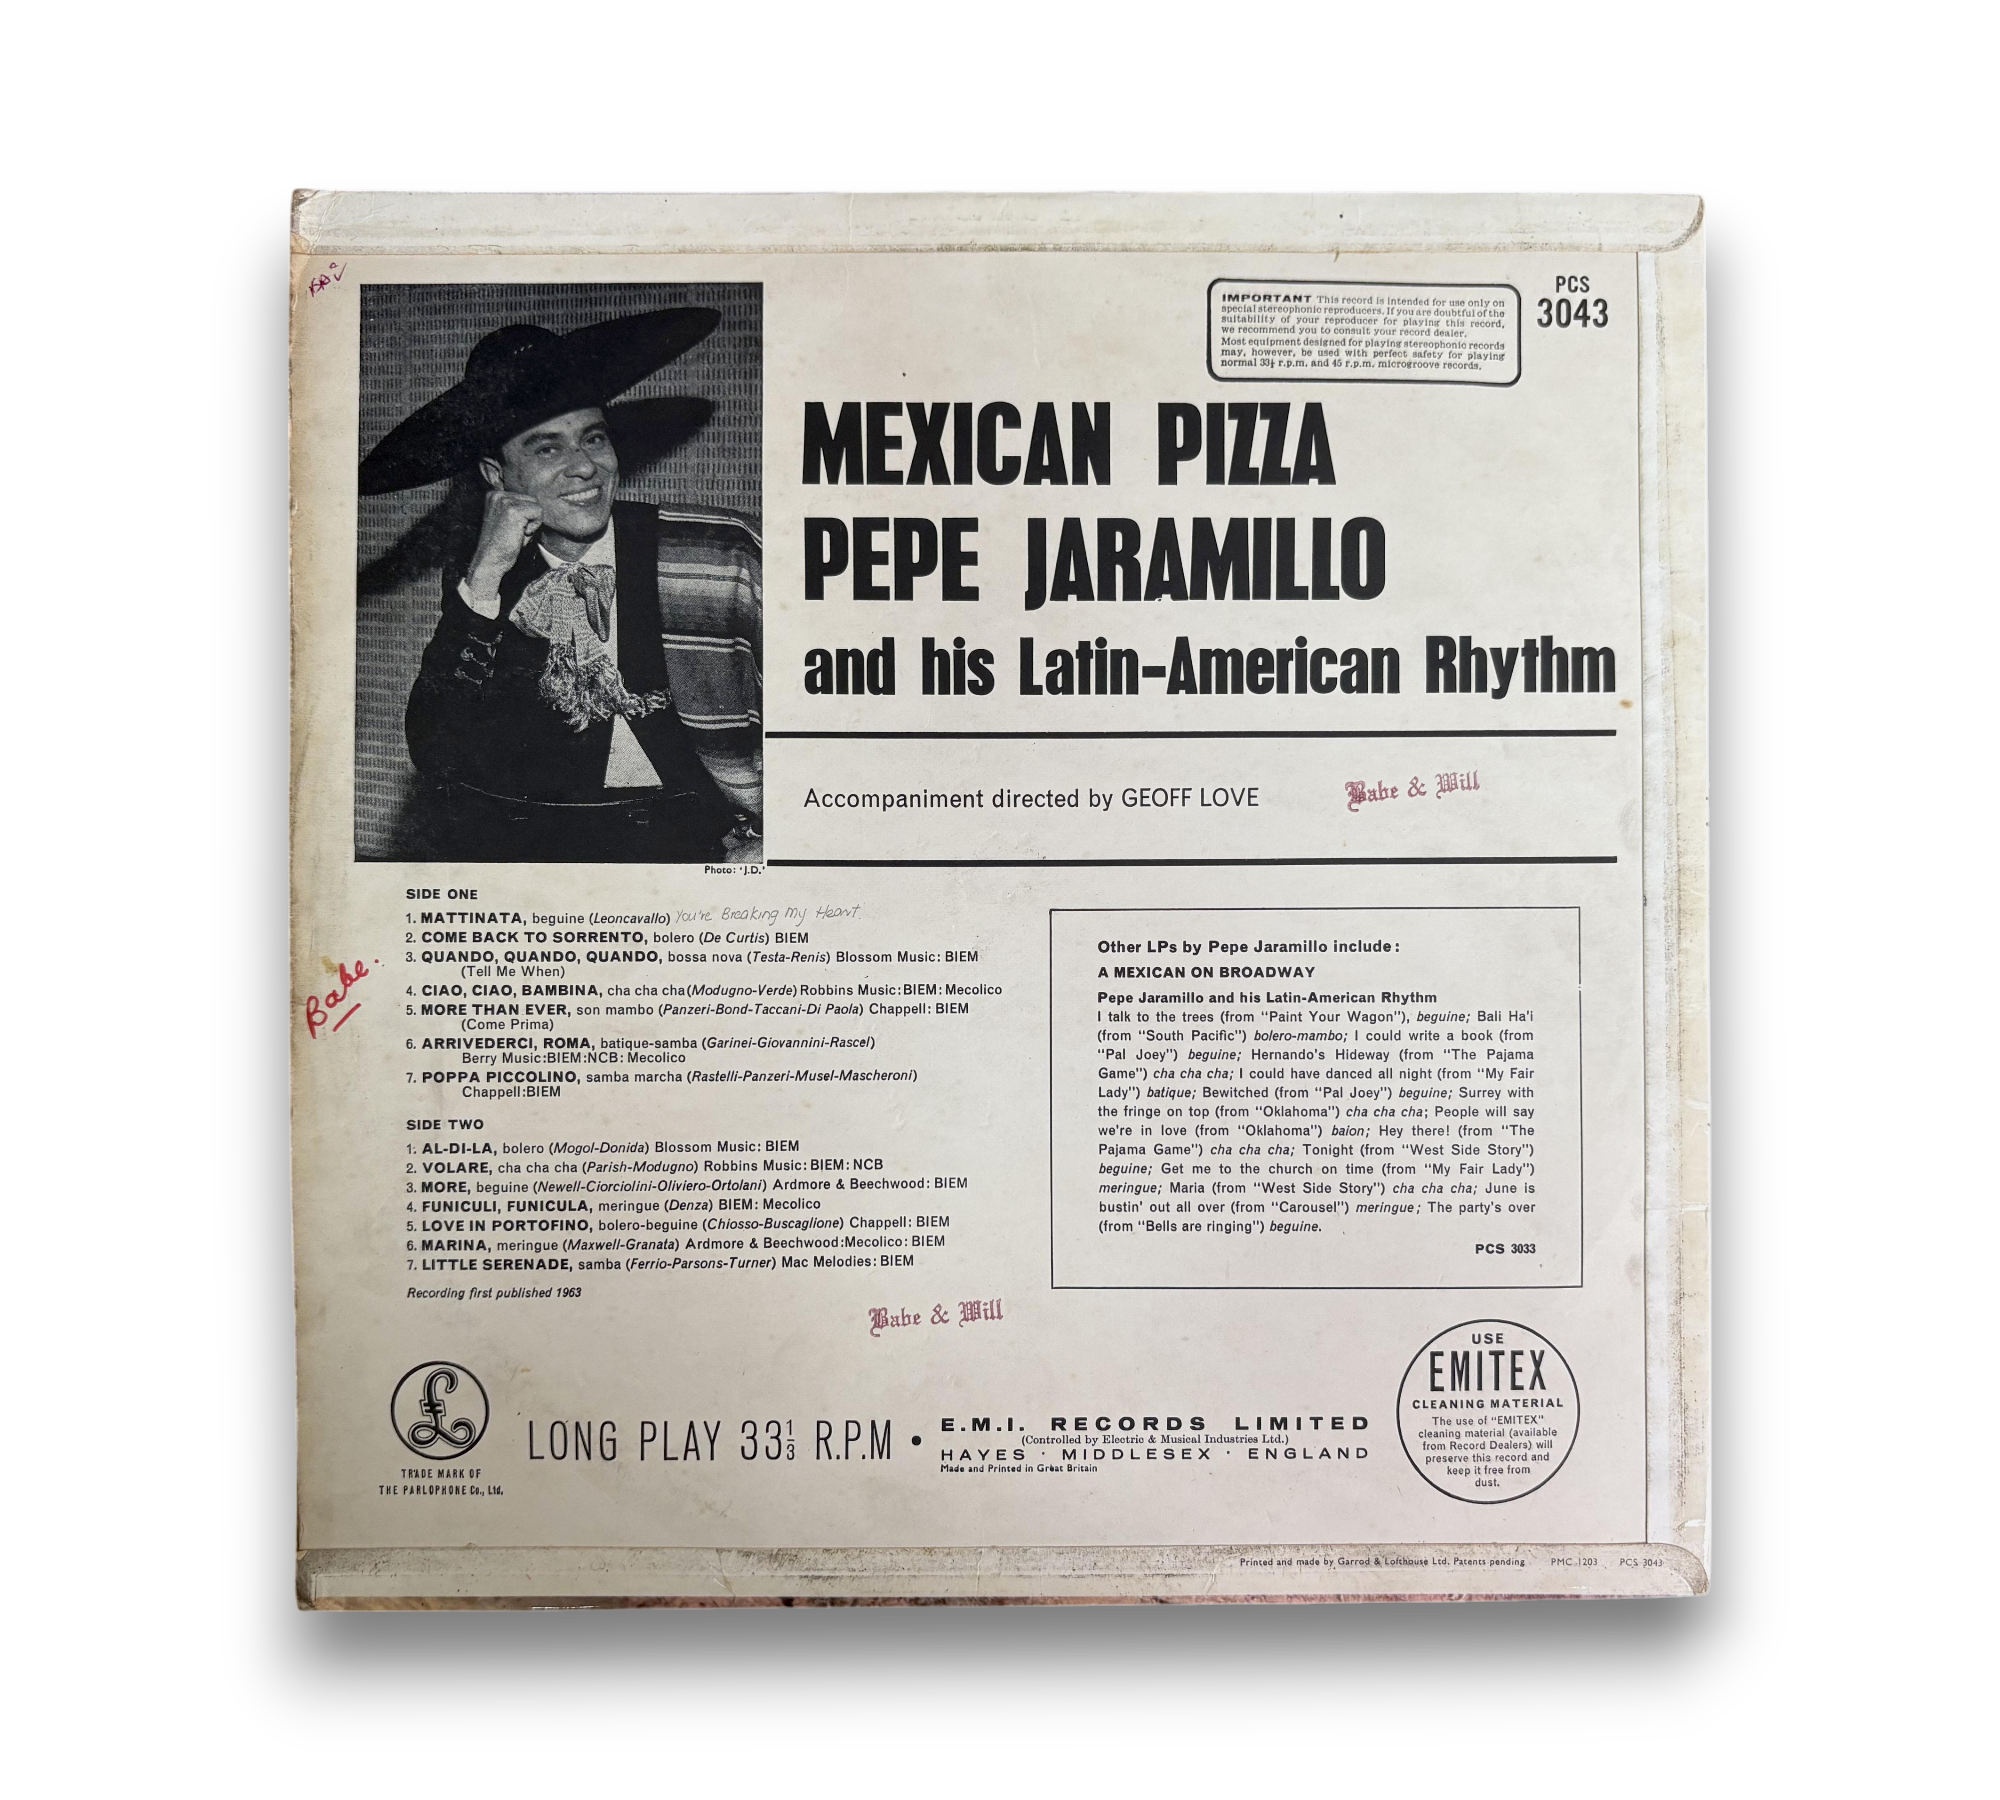 IMPORTANT This record is intended for use only on
special stereophonic reproducers. If you are doubtful of the
suitability of your reproducer for playing this record,
we recommend you to consult your record dealer.
Most equipment designed for playing stereophonic records
may, however, be used with perfect safety for playing
normal 33⅓ r.p.m. and 45 r.p.m. microgroove records.
PCS
3043
MEXICAN PIZZA
PEPE JARAMILLO
and his Latin-American Rhythm
Accompaniment directed by GEOFF LOVE
Babe & Will
Photo: 'J.D.'
SIDE ONE
1. MATTINATA, beguine (Leoncavallo) You're Breaking My Heart.
2. COME BACK TO SORRENTO, bolero (De Curtis) BIEM
3. QUANDO, QUANDO, QUANDO, bossa nova (Testa-Renis) Blossom Music: BIEM
(Tell Me When)
4. CIAO, CIAO, BAMBINA, cha cha cha (Modugno-Verde) Robbins Music: BIEM: Mecolico
5. MORE THAN EVER, son mambo (Panzeri-Bond-Taccani-Di Paola) Chappell: BIEM
(Come Prima)
6. ARRIVEDERCI, ROMA, batique-samba (Garinei-Giovannini-Rascel)
Berry Music:BIEM:NCB: Mecolico
7. POPPA PICCOLINO, samba marcha (Rastelli-Panzeri-Musel-Mascheroni)
Chappell:BIEM
Babe.
SIDE TWO
1. AL-DI-LA, bolero (Mogol-Donida) Blossom Music: BIEM
2. VOLARE, cha cha cha (Parish-Modugno) Robbins Music: BIEM: NCB
3. MORE, beguine (Newell-Ciorciolini-Oliviero-Ortolani) Ardmore & Beechwood: BIEM
4. FUNICULI, FUNICULA, meringue (Denza) BIEM: Mecolico
5. LOVE IN PORTOFINO, bolero-beguine (Chiosso-Buscaglione) Chappell: BIEM
6. MARINA, meringue (Maxwell-Granata) Ardmore & Beechwood:Mecolico: BIEM
7. LITTLE SERENADE, samba (Ferrio-Parsons-Turner) Mac Melodies: BIEM
Recording first published 1963
Other LPs by Pepe Jaramillo include:
A MEXICAN ON BROADWAY
Pepe Jaramillo and his Latin-American Rhythm
I talk to the trees (from "Paint Your Wagon"), beguine; Bali Ha'i
(from "South Pacific") bolero-mambo; I could write a book (from
"Pal Joey") beguine; Hernando's Hideway (from "The Pajama
Game") cha cha cha; I could have danced all night (from "My Fair
Lady") batique; Bewitched (from "Pal Joey") beguine; Surrey with
the fringe on top (from "Oklahoma") cha cha cha; People will say
we're in love (from "Oklahoma") baion; Hey there! (from "The
Pajama Game") cha cha cha; Tonight (from "West Side Story")
beguine; Get me to the church on time (from "My Fair Lady")
meringue; Maria (from "West Side Story") cha cha cha; June is
bustin' out all over (from "Carousel") meringue; The party's over
(from "Bells are ringing") beguine.
PCS 3033
Babe & Will
TRADE MARK OF
THE PARLOPHONE Co., Ltd.
LONG PLAY 33⅓ R.P.M •
E.M.I. RECORDS LIMITED
(Controlled by Electric & Musical Industries Ltd.)
HAYES · MIDDLESEX · ENGLAND
Made and Printed in Great Britain
USE
EMITEX
CLEANING MATERIAL
The use of "EMITEX"
cleaning material (available
from Record Dealers) will
preserve this record and
keep it free from
dust.
Printed and made by Garrod & Lofthouse Ltd. Patents pending PMC 1203 PCS 3043